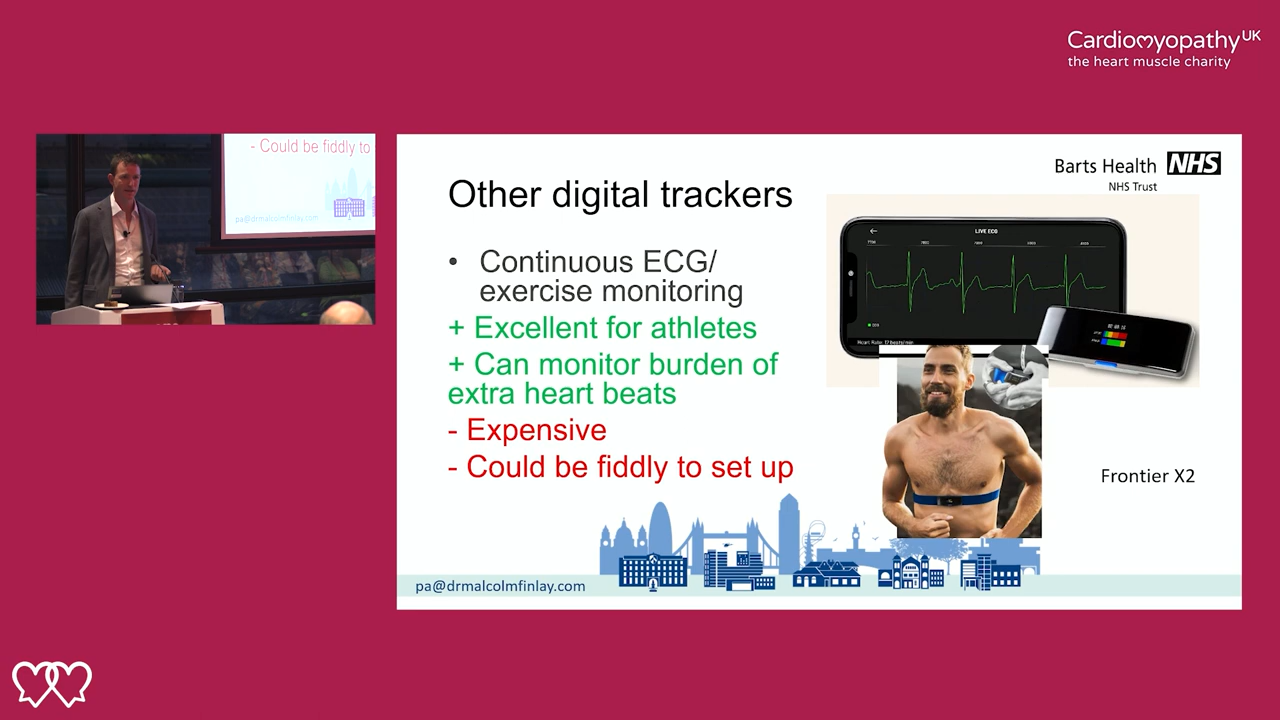 Cardiomyopathy UK
the heart muscle charity
- Could be fiddly to
pa@drmalcolmfinlay.com
Barts Health NHS
NHS Trust
Other digital trackers
• Continuous ECG/
exercise monitoring
+ Excellent for athletes
+ Can monitor burden of
extra heart beats
- Expensive
- Could be fiddly to set up
LIVE ECG
Frontier X2
pa@drmalcolmfinlay.com